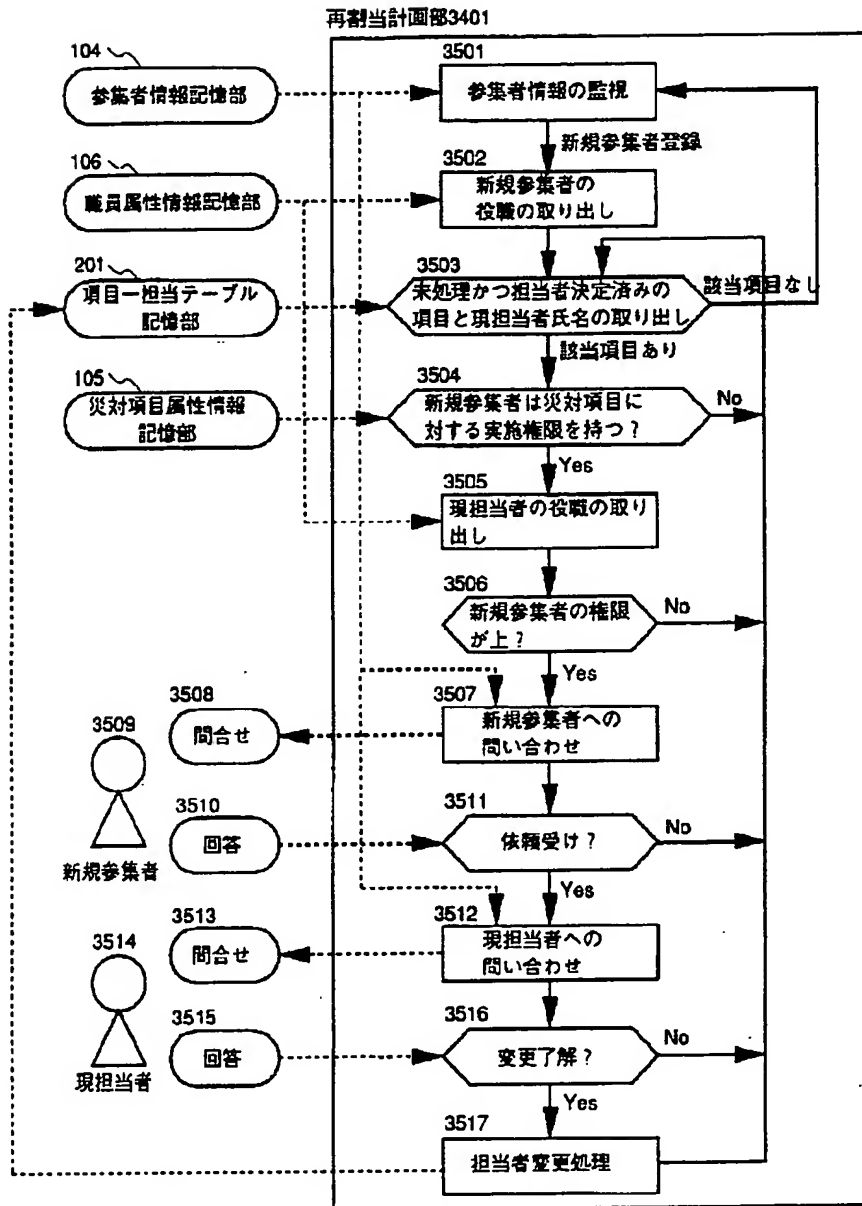 再割当計画部3401
104
参集者情報記憶部
3501
参集者情報の監視
新規参集者登録
106
職員属性情報記憶部
3502
新規参集者の
役職の取り出し
201
項目ー担当テーブル
記憶部
3503
未処理かつ担当者決定済みの
項目と現担当者氏名の取り出し
該当項目なし
該当項目あり
105
災対項目属性情報
記憶部
3504
新規参集者は災対項目に
対する実施権限を持つ?
No
Yes
3505
現担当者の役職の取り
出し
3506
新規参集者の権限
が上?
No
Yes
3507
新規参集者への
問い合わせ
3508
問合せ
3509
新規参集者
3510
回答
3511
依頼受け?
No
Yes
3512
現担当者への
問い合わせ
3513
問合せ
3514
現担当者
3515
回答
3516
変更了解?
No
Yes
3517
担当者変更処理